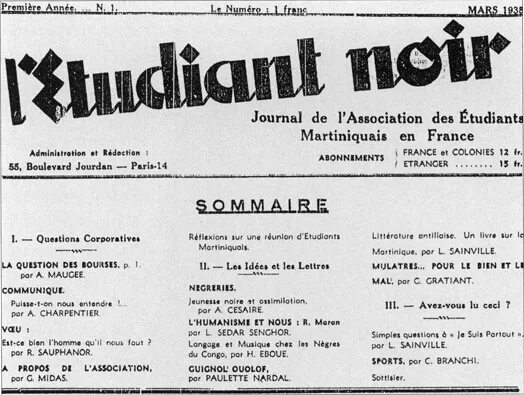 Première Année. ... N. 1.
Le Numéro : 1 franc
MARS 1935
l'Etudiant noir
Journal de l'Association des Étudiants
Martiniquais en France
Administration et Rédaction :
55, Boulevard Jourdan — Paris-14
ABONNEMENTS
FRANCE et COLONIES 12 fr.
ETRANGER ........ 15 fr.
SOMMAIRE
I. — Questions Corporatives
LA QUESTION DES BOURSES, p. 1.
par A. MAUGEE.
COMMUNIQUE.
Puisse-t-on nous entendre !...
par A. CHARPENTIER.
VŒU :
Est-ce bien l'homme qu'il nous faut ?
par R. SAUPHANOR.
A PROPOS DE L'ASSOCIATION,
par G. MIDAS.
Réflexions sur une réunion d'Etudiants
Martiniquais.
II. — Les Idées et les Lettres
NEGRERIES.
Jeunesse noire et assimilation,
par A. CESAIRE.
L'HUMANISME ET NOUS : R. Maran
par L. SEDAR SENGHOR.
Langage et Musique chez les Nègres
du Congo, par H. EBOUE.
GUIGNOL OUOLOF,
par PAULETTE NARDAL.
Littérature antillaise. Un livre sur la
Martinique, par L. SAINVILLE.
MULATRES... POUR LE BIEN ET LE
MAL, par G. GRATIANT.
III. — Avez-vous lu ceci ?
Simples questions à « Je Suis Partout »,
par L. SAINVILLE.
SPORTS, par C. BRANCHI.
Sottisier.